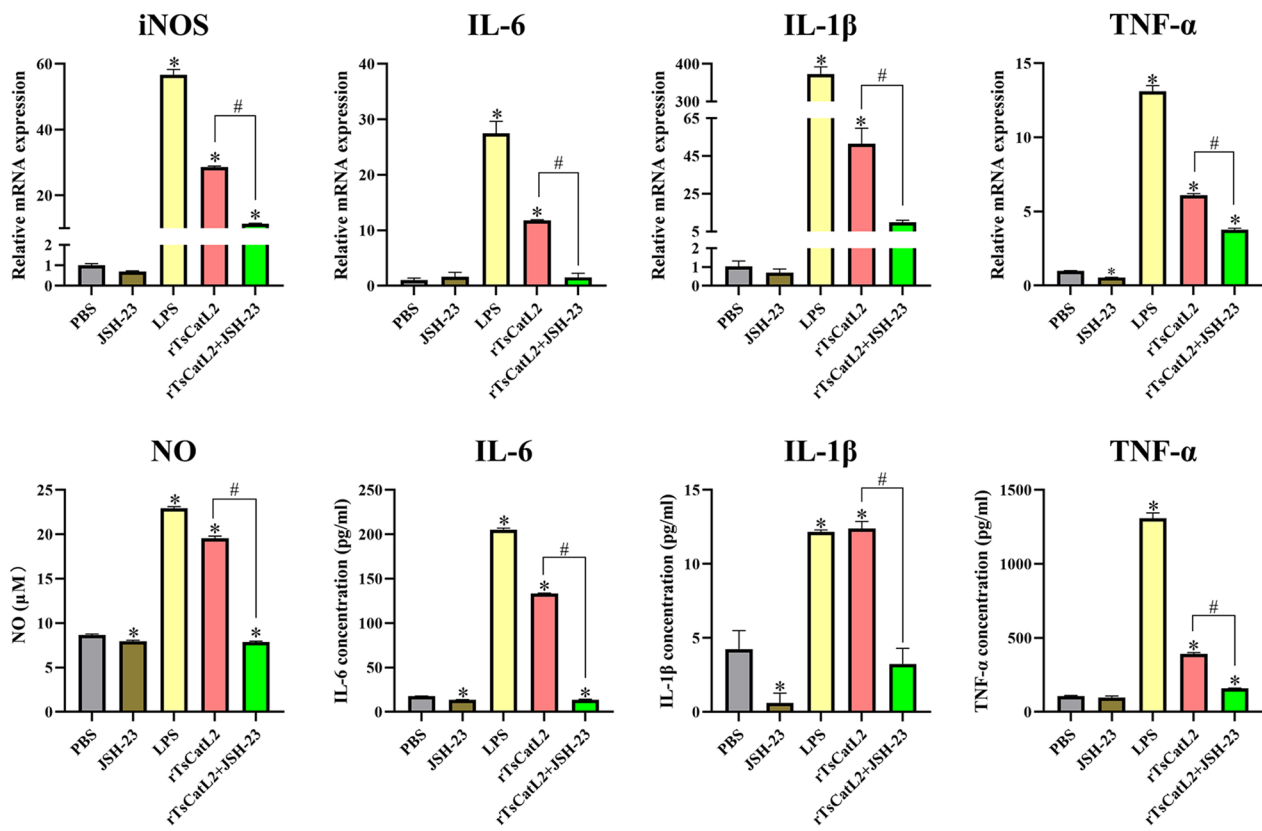 iNOS
Relative mRNA expression
60
40
20
2
1
0
*
*
#
*
PBS
JSH-23
LPS
rTsCatL2
rTsCatL2+JSH-23
IL-6
Relative mRNA expression
40
30
20
10
0
*
*
#
PBS
JSH-23
LPS
rTsCatL2
rTsCatL2+JSH-23
IL-1β
Relative mRNA expression
400
300
65
45
25
5
2
1
0
*
*
#
PBS
JSH-23
LPS
rTsCatL2
rTsCatL2+JSH-23
TNF-α
Relative mRNA expression
15
10
5
0
*
*
*
#
*
PBS
JSH-23
LPS
rTsCatL2
rTsCatL2+JSH-23
NO
NO (µM)
25
20
15
10
5
0
*
*
*
#
*
PBS
JSH-23
LPS
rTsCatL2
rTsCatL2+JSH-23
IL-6
IL-6 concentration (pg/ml)
250
200
150
100
50
0
*
*
*
#
*
PBS
JSH-23
LPS
rTsCatL2
rTsCatL2+JSH-23
IL-1β
IL-1β concentration (pg/ml)
15
10
5
0
*
*
*
#
PBS
JSH-23
LPS
rTsCatL2
rTsCatL2+JSH-23
TNF-α
TNF-α concentration (pg/ml)
1500
1000
500
0
*
*
#
*
PBS
JSH-23
LPS
rTsCatL2
rTsCatL2+JSH-23